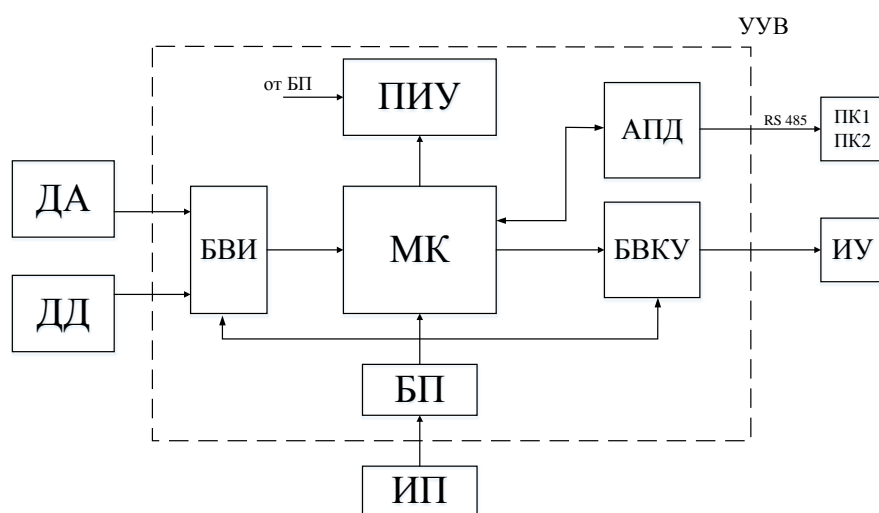 УУВ
от БП
ПИУ
АПД
RS 485
ПК1
ПК2
ДА
БВИ
МК
БВКУ
ИУ
ДД
БП
ИП